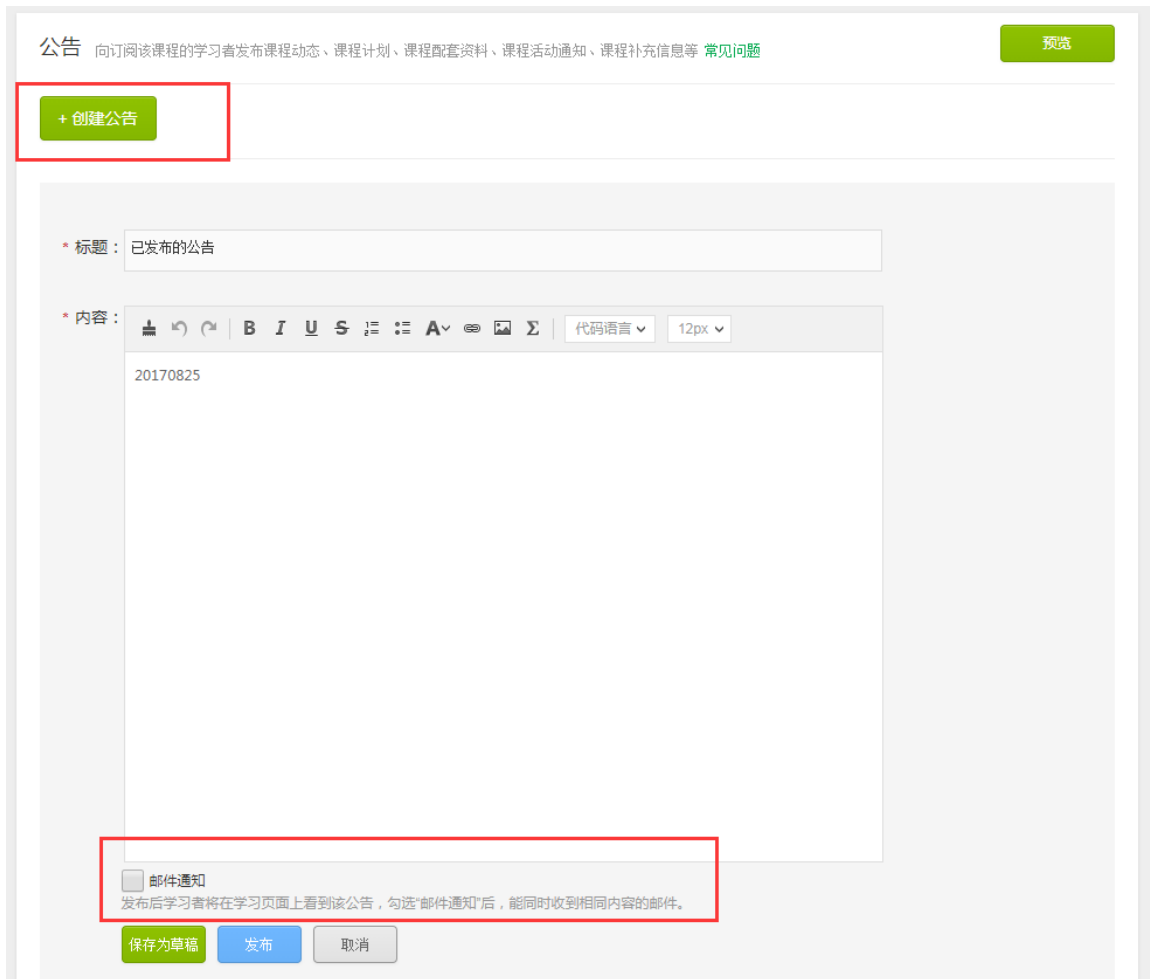 公告 向订阅该课程的学习者发布课程动态、课程计划、课程配套资料、课程活动通知、课程补充信息等 常见问题 预览
+ 创建公告
* 标题： 已发布的公告
* 内容： B I U S A Σ 代码语言 12px
20170825
邮件通知
发布后学习者将在学习页面上看到该公告，勾选“邮件通知”后，能同时收到相同内容的邮件。
保存为草稿 发布 取消